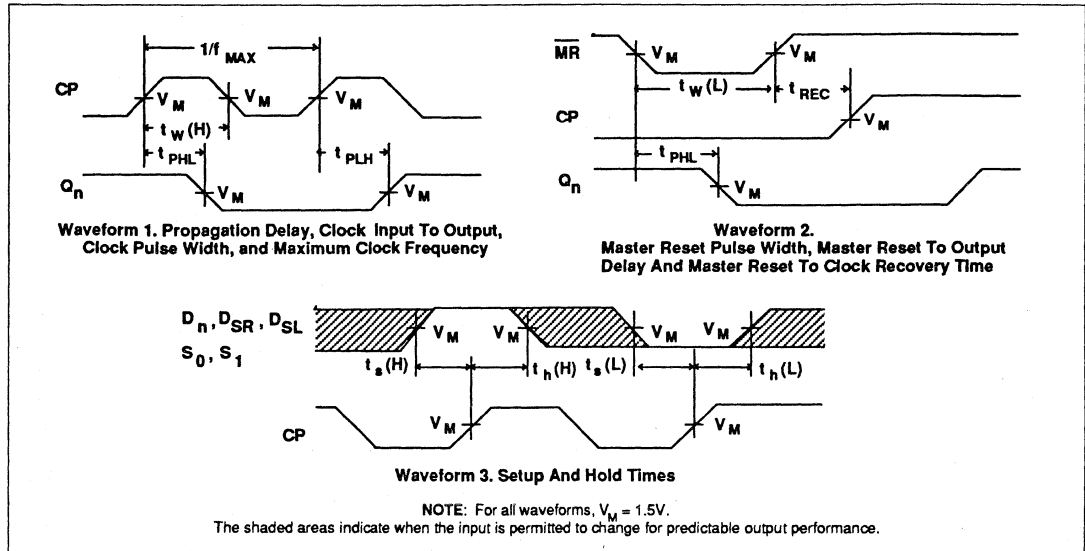 1/f MAX
CP
V M
V M
V M
t W (H)
t PHL
t PLH
Q n
V M
V M
Waveform 1. Propagation Delay, Clock Input To Output,
Clock Pulse Width, and Maximum Clock Frequency
MR
V M
V M
t W (L)
t REC
CP
V M
t PHL
Q n
V M
Waveform 2.
Master Reset Pulse Width, Master Reset To Output
Delay And Master Reset To Clock Recovery Time
D n , D SR , D SL
S 0 , S 1
V M
V M
V M
V M
t s (H)
t h (H)
t s (L)
t h (L)
CP
V M
V M
Waveform 3. Setup And Hold Times
NOTE: For all waveforms, V M = 1.5V.
The shaded areas indicate when the input is permitted to change for predictable output performance.